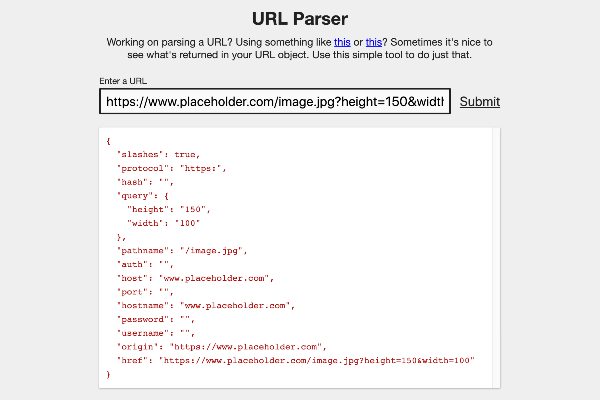 URL Parser
Working on parsing a URL? Using something like this or this? Sometimes it's nice to
see what's returned in your URL object. Use this simple tool to do just that.
Enter a URL
https://www.placeholder.com/image.jpg?height=150&width
Submit
{
"slashes": true,
"protocol": "https:",
"hash": "",
"query": {
"height": "150",
"width": "100"
},
"pathname": "/image.jpg",
"auth": "",
"host": "www.placeholder.com",
"port": "",
"hostname": "www.placeholder.com",
"password": "",
"username": "",
"origin": "https://www.placeholder.com",
"href": "https://www.placeholder.com/image.jpg?height=150&width=100"
}